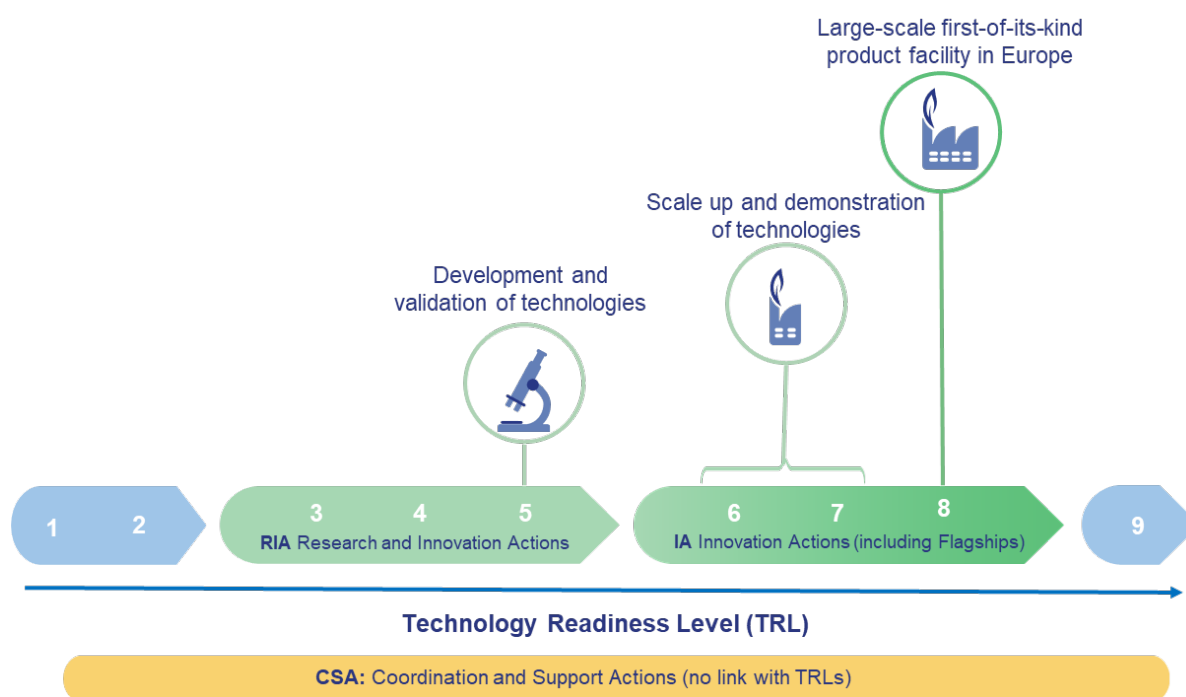 Large-scale first-of-its-kind
product facility in Europe
Scale up and demonstration
of technologies
Development and
validation of technologies
1
2
3
4
5
6
7
8
9
RIA Research and Innovation Actions
IA Innovation Actions (including Flagships)
Technology Readiness Level (TRL)
CSA: Coordination and Support Actions (no link with TRLs)